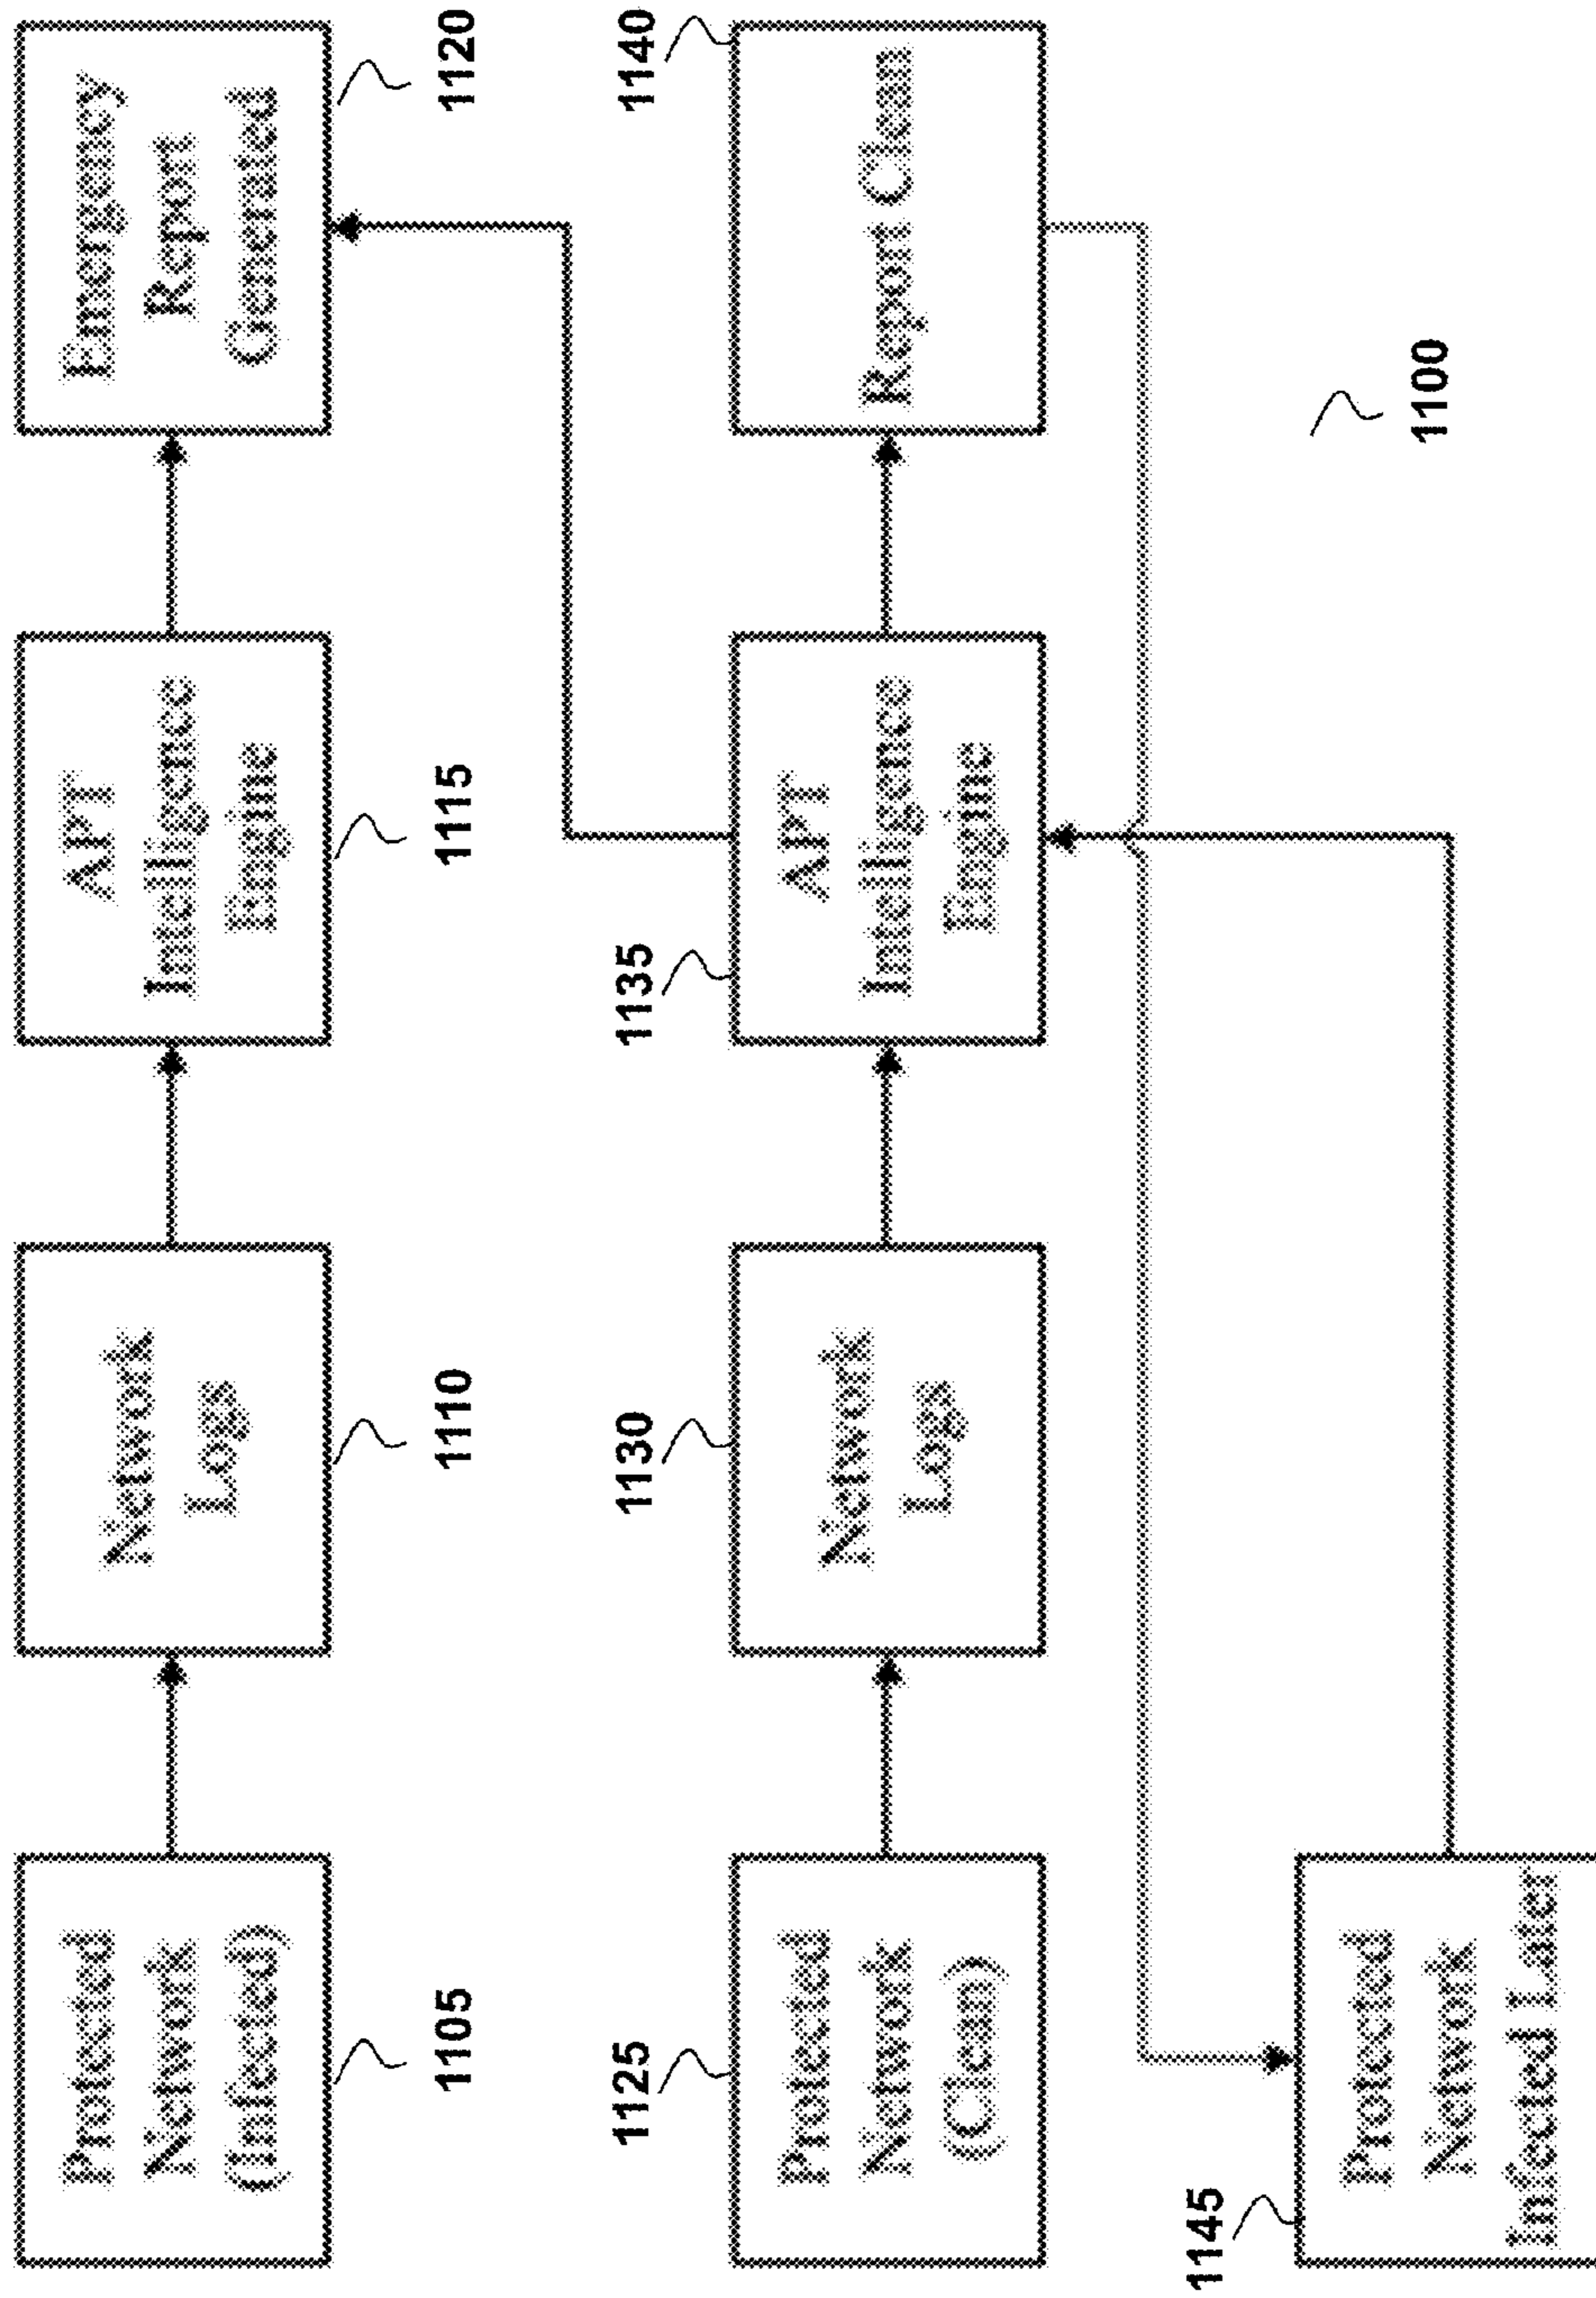 Protected
Network
(Infected)
1105
Network
Logs
1110
APT
Intelligence
Engine
1115
Emergency
Report
Generated
1120
Protected
Network
(Clean)
1125
Network
Logs
1130
APT
Intelligence
Engine
1135
Report Clean
1140
Protected
Network
Infected Later
1145
1100